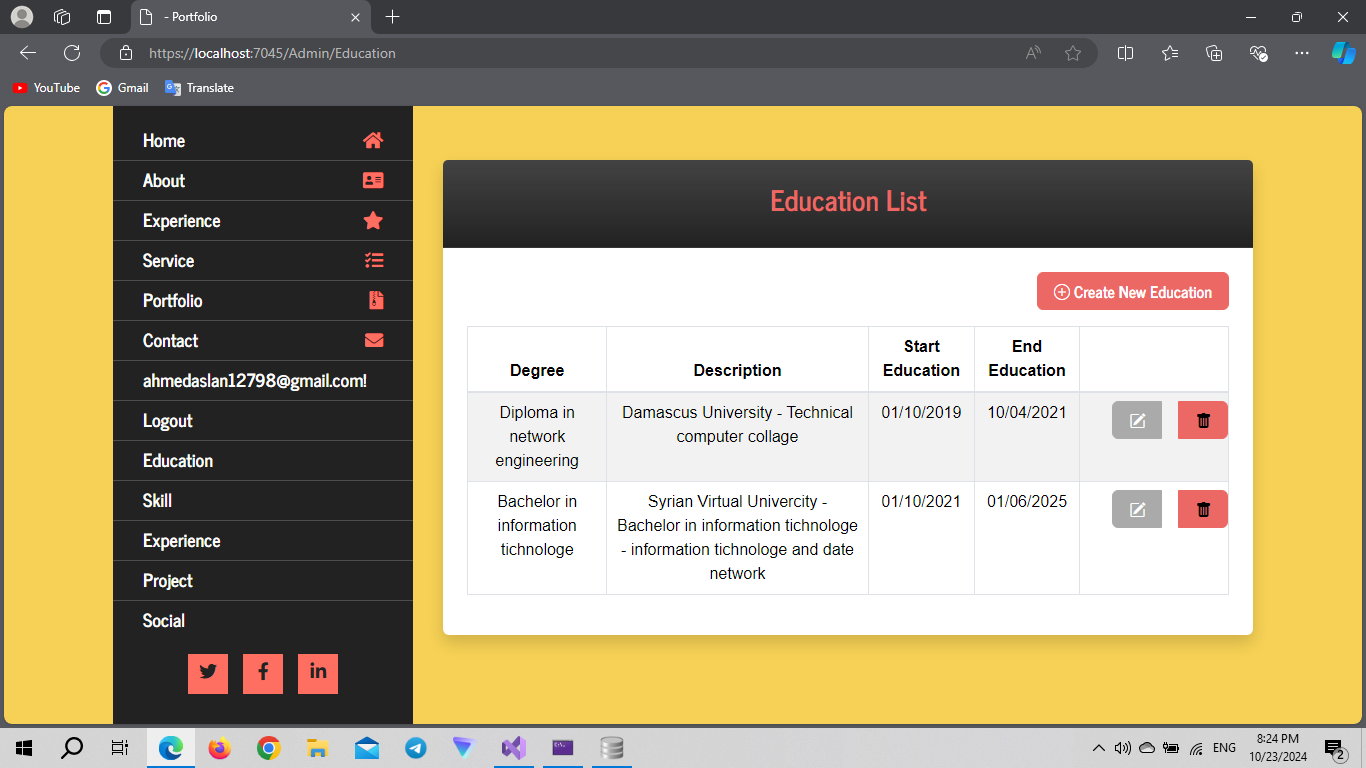 - Portfolio
https://localhost:7045/Admin/Education
YouTube
Gmail
Translate
Home
About
Experience
Service
Portfolio
Contact
ahmedaslan12798@gmail.com!
Logout
Education
Skill
Experience
Project
Social
Education List
Create New Education
Degree
Description
Start
Education
End
Education
Diploma in
network
engineering
Damascus University - Technical
computer collage
01/10/2019
10/04/2021
Bachelor in
information
tichnologe
Syrian Virtual Univercity -
Bachelor in information tichnologe
- information tichnologe and date
network
01/10/2021
01/06/2025
ENG
8:24 PM
10/23/2024
2